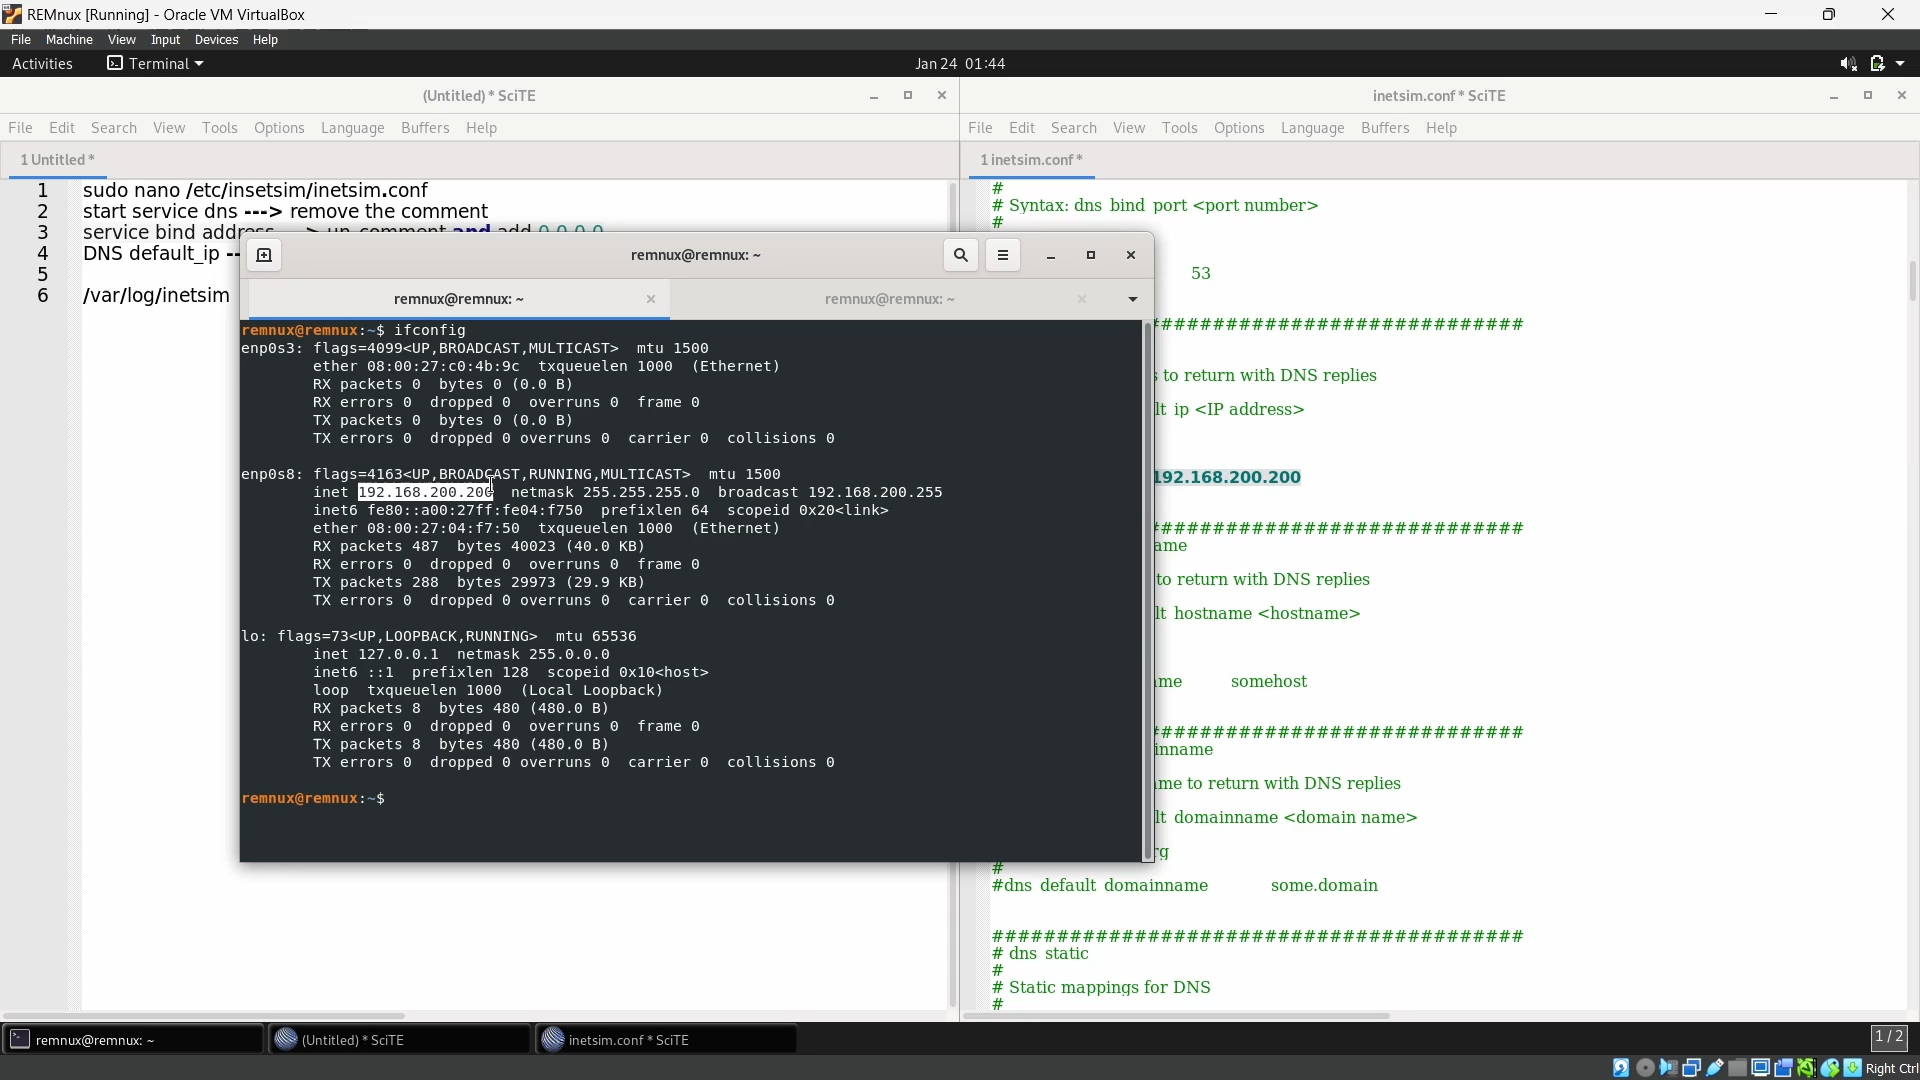 REMnux [Running] - Oracle VM VirtualBox
File Machine View Input Devices Help
Activities Terminal Jan 24 01:44
(Untitled) * SciTE
File Edit Search View Tools Options Language Buffers Help
1 Untitled *
1 sudo nano /etc/insetsim/inetsim.conf
2 start service dns ---> remove the comment
3 service bind address > un comment and add 0.0.0.0
4 DNS default_ip --
5
6 /var/log/inetsim
remnux@remnux: ~
remnux@remnux: ~ remnux@remnux: ~
remnux@remnux:~$ ifconfig
enp0s3: flags=4099<UP,BROADCAST,MULTICAST> mtu 1500
ether 08:00:27:c0:4b:9c txqueuelen 1000 (Ethernet)
RX packets 0 bytes 0 (0.0 B)
RX errors 0 dropped 0 overruns 0 frame 0
TX packets 0 bytes 0 (0.0 B)
TX errors 0 dropped 0 overruns 0 carrier 0 collisions 0
enp0s8: flags=4163<UP,BROADCAST,RUNNING,MULTICAST> mtu 1500
inet 192.168.200.200 netmask 255.255.255.0 broadcast 192.168.200.255
inet6 fe80::a00:27ff:fe04:f750 prefixlen 64 scopeid 0x20<link>
ether 08:00:27:04:f7:50 txqueuelen 1000 (Ethernet)
RX packets 487 bytes 40023 (40.0 KB)
RX errors 0 dropped 0 overruns 0 frame 0
TX packets 288 bytes 29973 (29.9 KB)
TX errors 0 dropped 0 overruns 0 carrier 0 collisions 0
lo: flags=73<UP,LOOPBACK,RUNNING> mtu 65536
inet 127.0.0.1 netmask 255.0.0.0
inet6 ::1 prefixlen 128 scopeid 0x10<host>
loop txqueuelen 1000 (Local Loopback)
RX packets 8 bytes 480 (480.0 B)
RX errors 0 dropped 0 overruns 0 frame 0
TX packets 8 bytes 480 (480.0 B)
TX errors 0 dropped 0 overruns 0 carrier 0 collisions 0
remnux@remnux:~$
inetsim.conf * SciTE
File Edit Search View Tools Options Language Buffers Help
1 inetsim.conf *
#
# Syntax: dns_bind_port <port number>
#
53
############################
to return with DNS replies
lt_ip <IP address>
192.168.200.200
############################
ame
to return with DNS replies
lt_hostname <hostname>
me somehost
############################
inname
me to return with DNS replies
lt_domainname <domain name>
rg
#
#dns_default_domainname some.domain
########################################
# dns_static
#
# Static mappings for DNS
#
remnux@remnux: ~ (Untitled) * SciTE inetsim.conf * SciTE 1 / 2
Right Ctrl